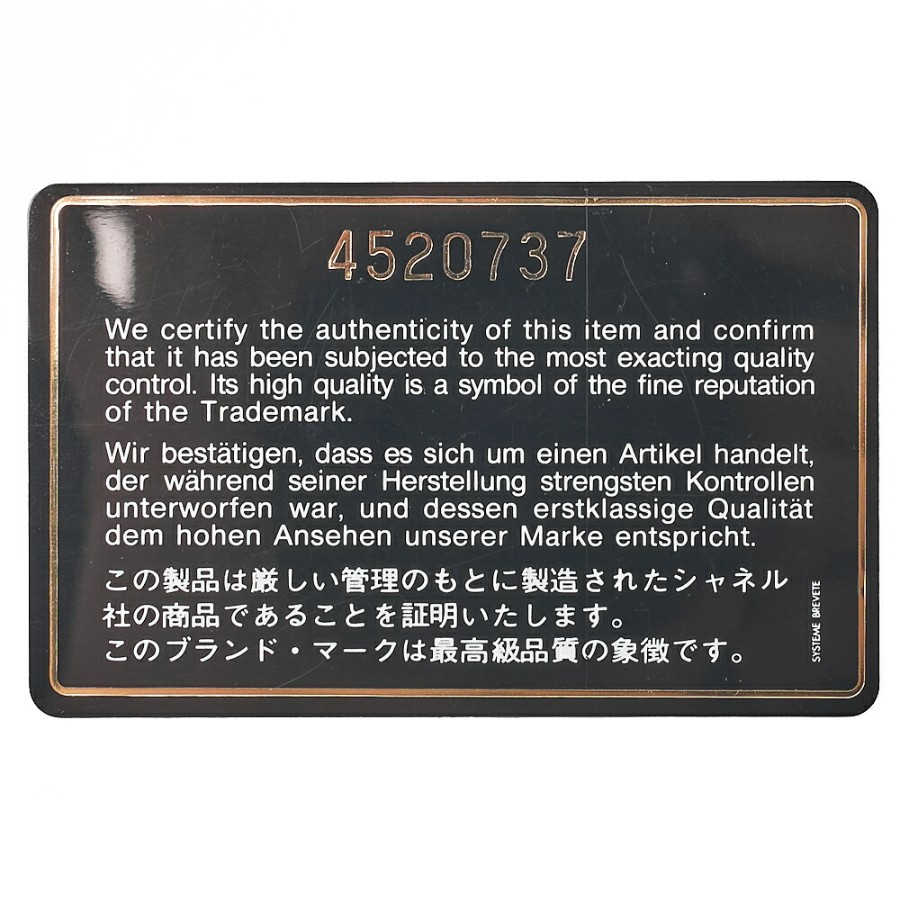 4520737
We certify the authenticity of this item and confirm
that it has been subjected to the most exacting quality
control. Its high quality is a symbol of the fine reputation
of the Trademark.
Wir bestätigen, dass es sich um einen Artikel handelt,
der während seiner Herstellung strengsten Kontrollen
unterworfen war, und dessen erstklassige Qualität
dem hohen Ansehen unserer Marke entspricht.
この製品は厳しい管理のもとに製造されたシャネル
社の商品であることを証明いたします。
このブランド・マークは最高級品質の象徴です。
SYSTEME BREVETE